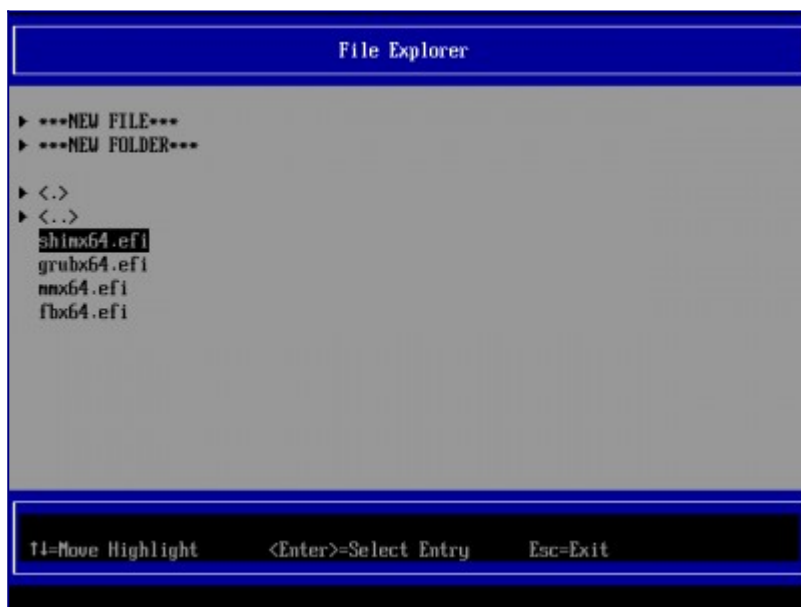 File Explorer
▶ ***NEW FILE***
▶ ***NEW FOLDER***
▶ <.>
▶ <..>
shimx64.efi
grubx64.efi
mmx64.efi
fbx64.efi
↑↓=Move Highlight <Enter>=Select Entry Esc=Exit